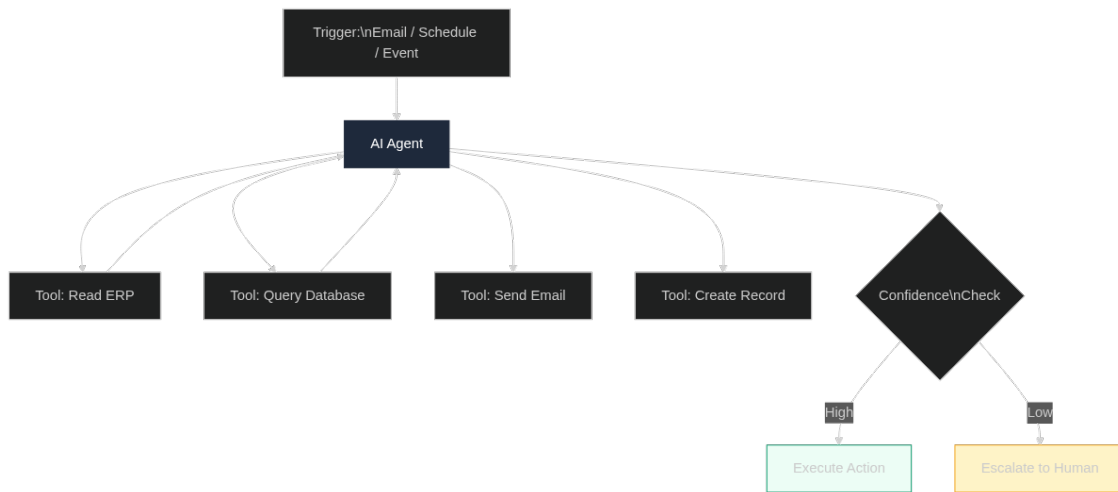 Trigger:\nEmail / Schedule
/ Event
AI Agent
Tool: Read ERP
Tool: Query Database
Tool: Send Email
Tool: Create Record
Confidence\nCheck
High
Low
Execute Action
Escalate to Human